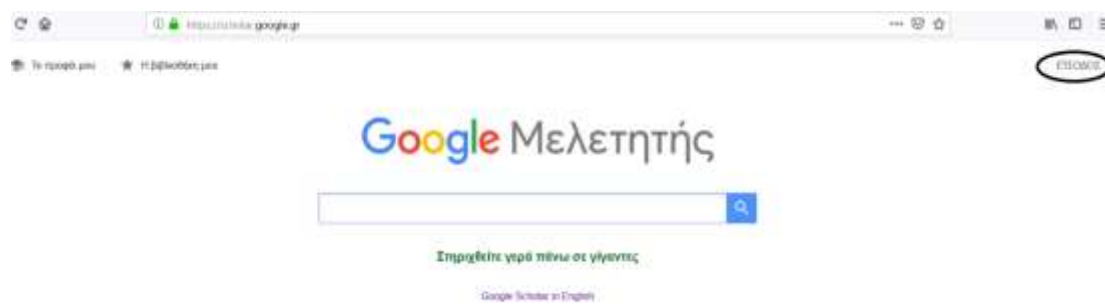 https://scholar.google.gr
Το προφίλ μου Η βιβλιοθήκη μου ΕΙΣΟΔΟΣ
Google Μελετητής
Στηριχθείτε γερά πάνω σε γίγαντες
Google Scholar in English